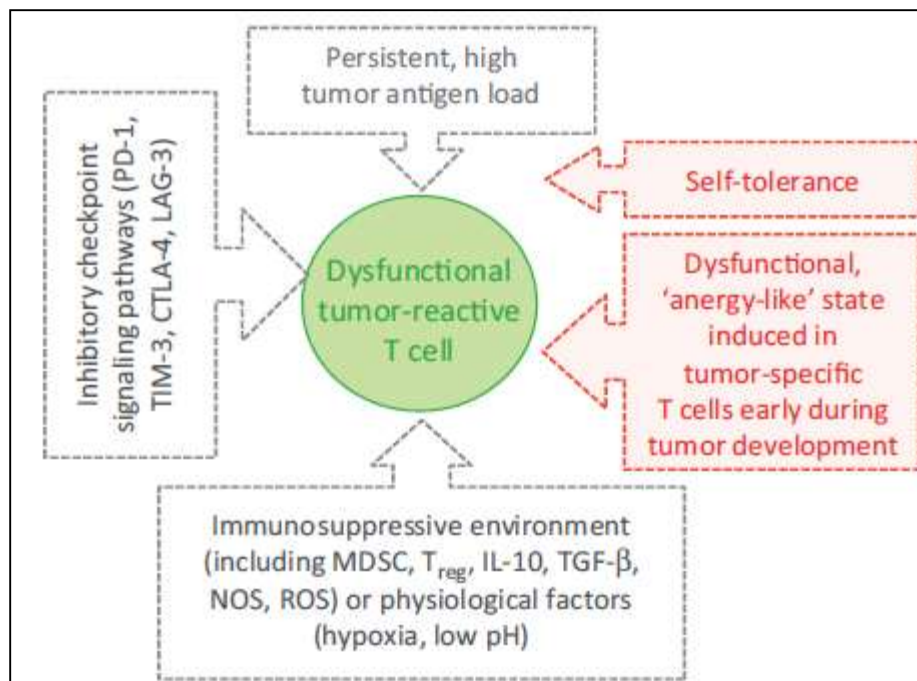 Persistent, high
tumor antigen load
Inhibitory checkpoint
signaling pathways (PD-1,
TIM-3, CTLA-4, LAG-3)
Self-tolerance
Dysfunctional
tumor-reactive
T cell
Dysfunctional,
‘anergy-like’ state
induced in
tumor-specific
T cells early during
tumor development
Immunosuppressive environment
(including MDSC, Treg, IL-10, TGF-β,
NOS, ROS) or physiological factors
(hypoxia, low pH)